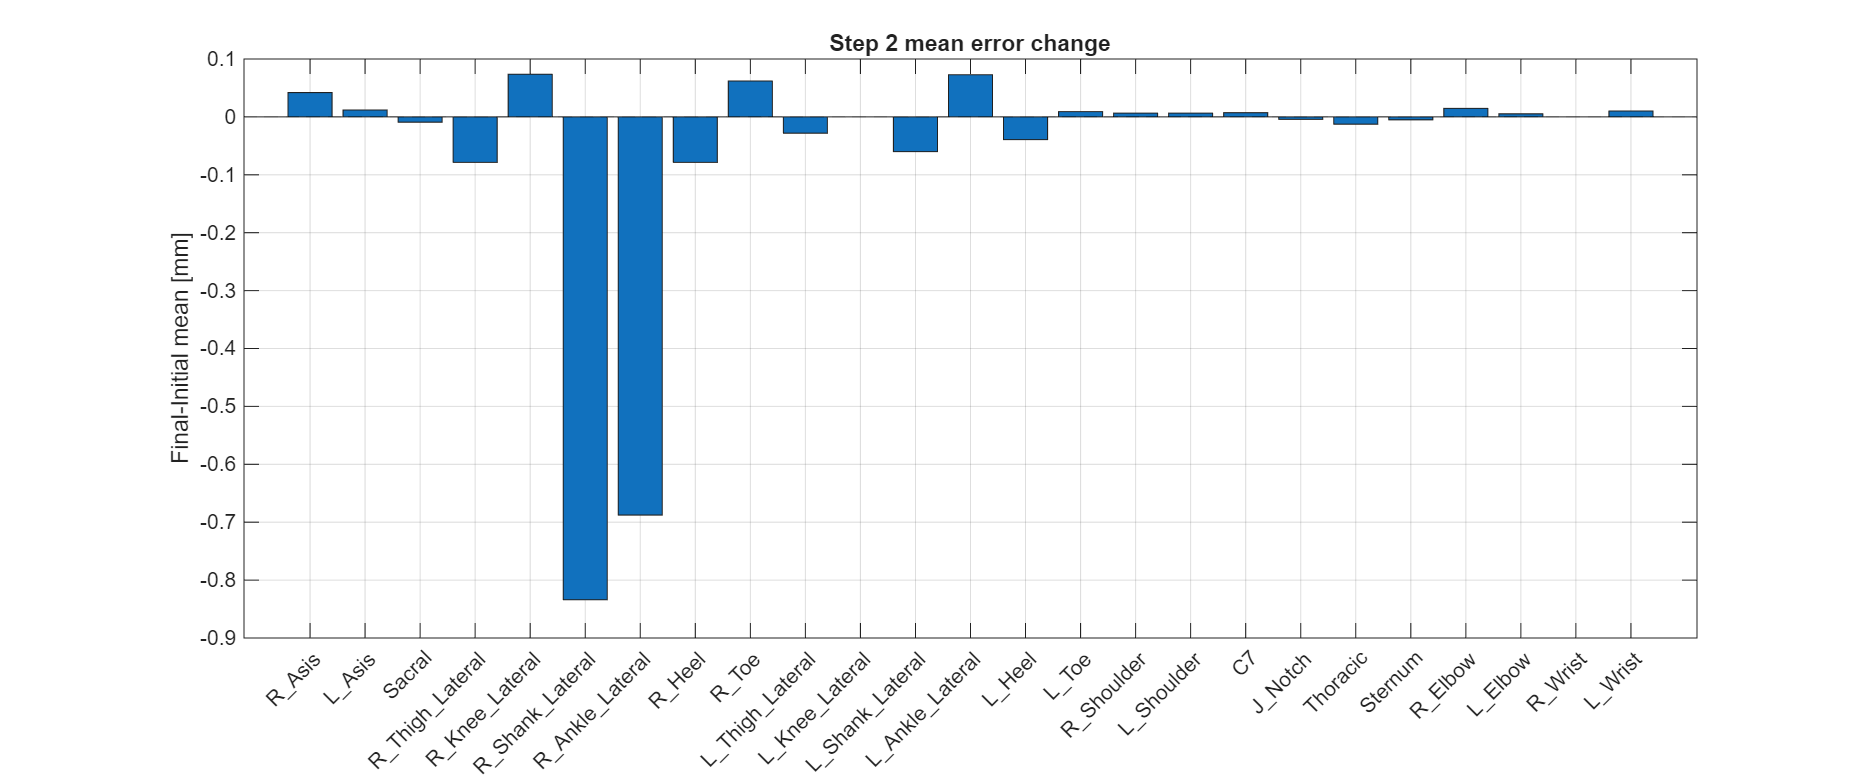 Step 2 mean error change
Final-Initial mean [mm]
0.1
0
-0.1
-0.2
-0.3
-0.4
-0.5
-0.6
-0.7
-0.8
-0.9
R_Asis
L_Asis
Sacral
R_Thigh_Lateral
R_Knee_Lateral
R_Shank_Lateral
R_Ankle_Lateral
R_Heel
R_Toe
L_Thigh_Lateral
L_Knee_Lateral
L_Shank_Lateral
L_Ankle_Lateral
L_Heel
L_Toe
R_Shoulder
L_Shoulder
C7
J_Notch
Thoracic
Sternum
R_Elbow
L_Elbow
R_Wrist
L_Wrist